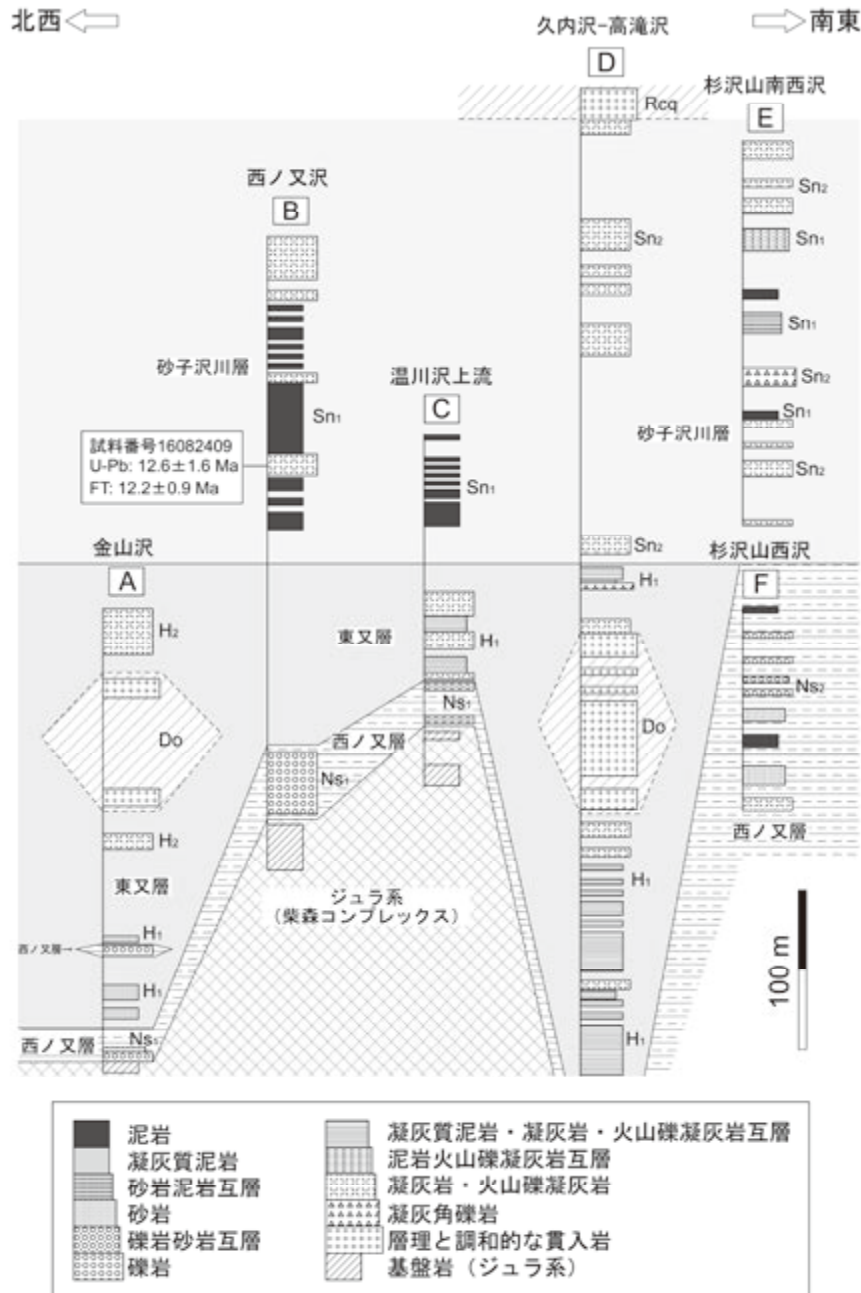 北西
南東
久内沢-高滝沢
D
杉沢山南西沢
E
Rcq
西ノ又沢
B
Sn₂
Sn₁
Sn₂
砂子沢川層
Sn₁
温川沢上流
C
Sn₁
Sn₂
Sn₁
砂子沢川層
Sn₂
試料番号16082409
U-Pb: 12.6±1.6 Ma
FT: 12.2±0.9 Ma
Sn₁
Sn₂
金山沢
A
杉沢山西沢
F
H₁
H₂
東又層
H₁
Ns₂
Ns₁
Do
西ノ又層
Do
Ns₁
H₂
西ノ又層
東又層
H₁
ジュラ系
(柴森コンプレックス)
H₁
西ノ又層→
H₁
西ノ又層
Ns₁
H₁
100 m
泥岩
凝灰質泥岩
砂岩泥岩互層
砂岩
礫岩砂岩互層
礫岩
凝灰質泥岩・凝灰岩・火山礫凝灰岩互層
泥岩火山礫凝灰岩互層
凝灰岩・火山礫凝灰岩
凝灰角礫岩
層理と調和的な貫入岩
基盤岩（ジュラ系）